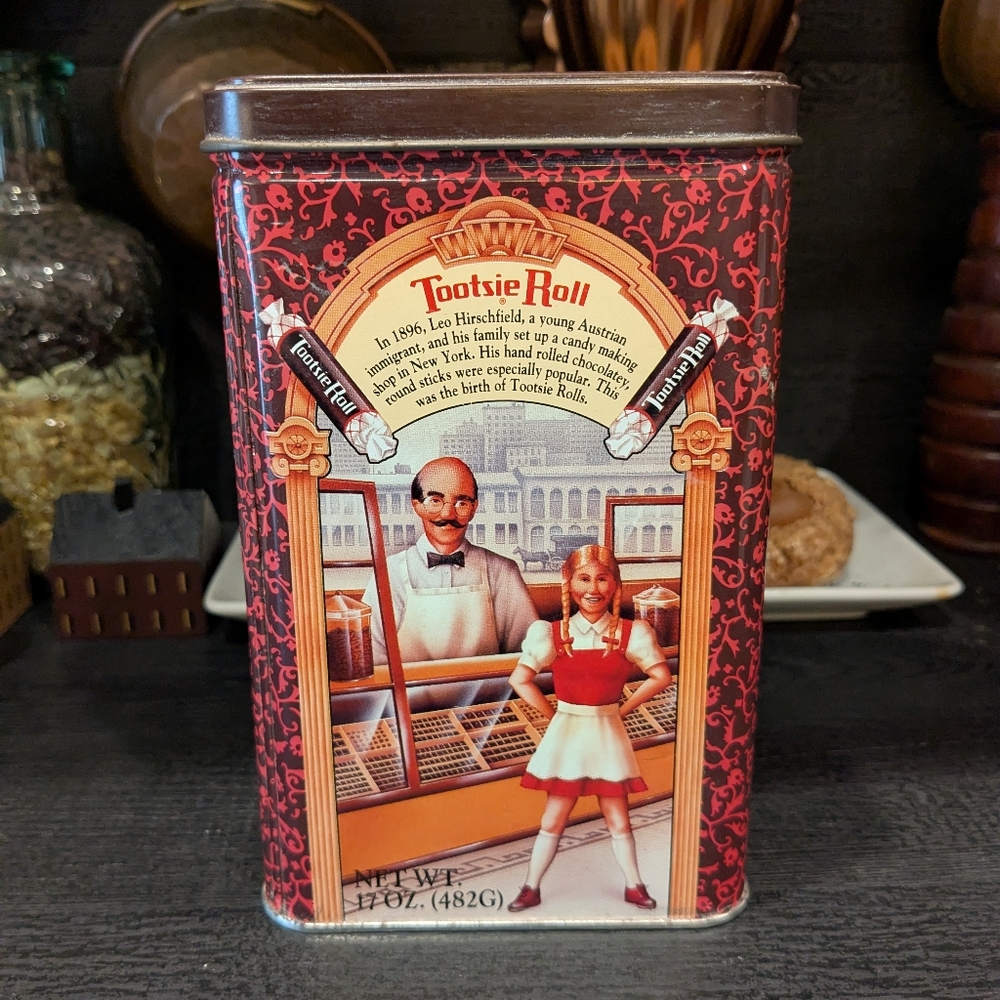 Tootsie Roll
®
In 1896, Leo Hirschfield, a young Austrian
immigrant, and his family set up a candy making
shop in New York. His hand rolled chocolatey,
round sticks were especially popular. This
was the birth of Tootsie Rolls.
Tootsie Roll
Tootsie Roll
NET WT.
17 OZ. (482G)